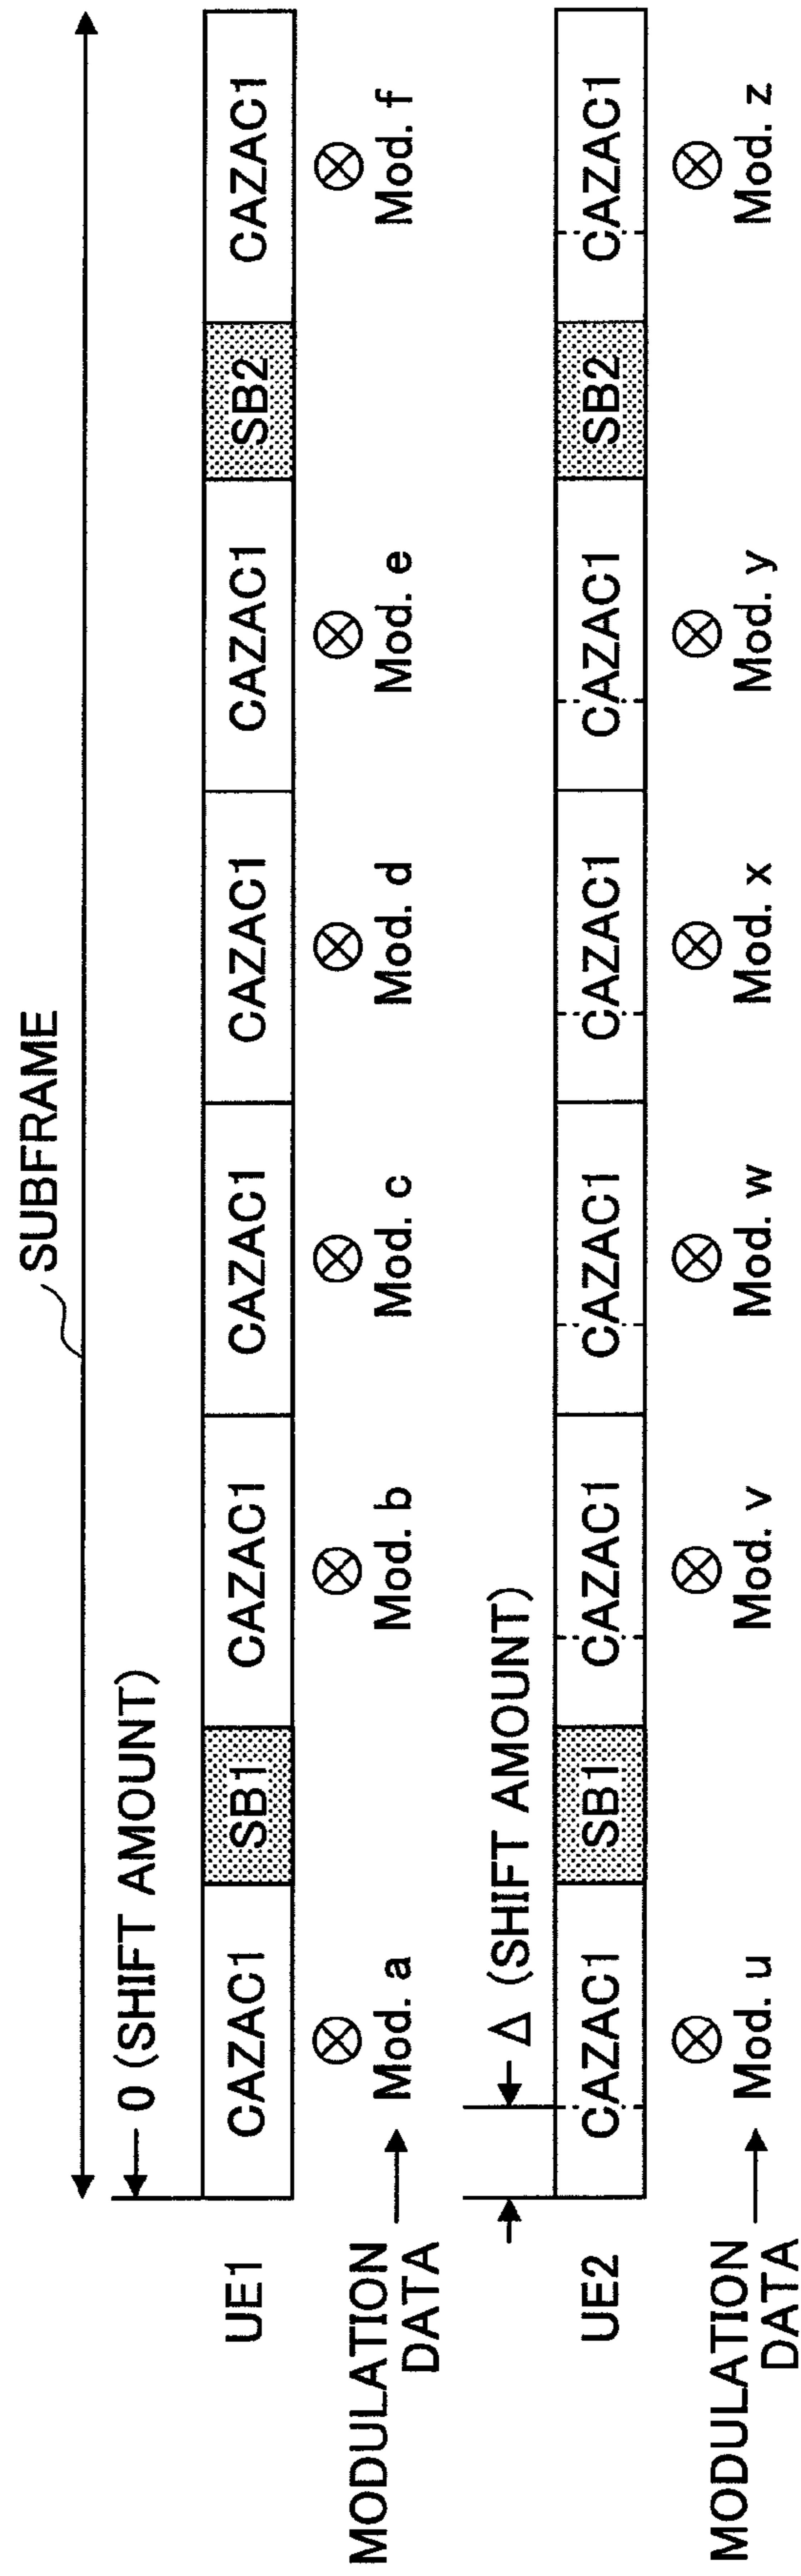 SUBFRAME
0 (SHIFT AMOUNT)
UE1
CAZAC1 SB1 CAZAC1 CAZAC1 CAZAC1 CAZAC1 SB2 CAZAC1
MODULATION
DATA
Mod. a Mod. b Mod. c Mod. d Mod. e Mod. f
Δ (SHIFT AMOUNT)
UE2
CAZAC1 SB1 CAZAC1 CAZAC1 CAZAC1 CAZAC1 SB2 CAZAC1
MODULATION
DATA
Mod. u Mod. v Mod. w Mod. x Mod. y Mod. z